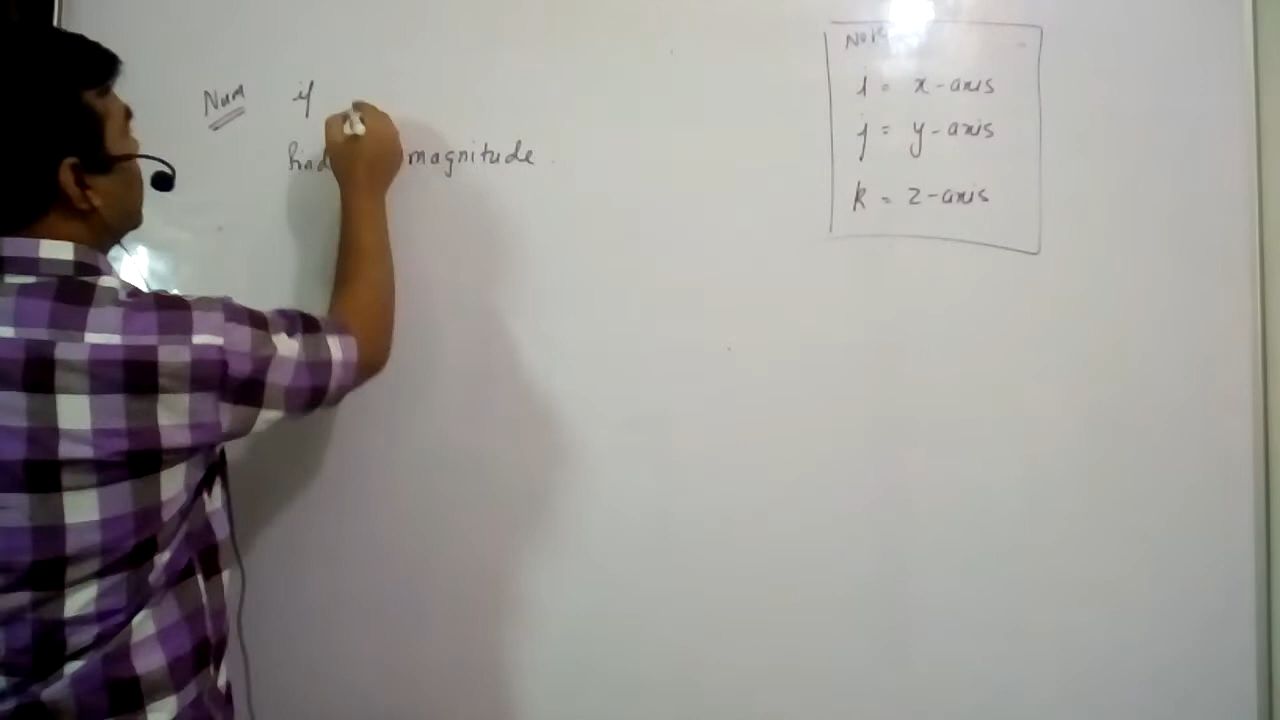 Num if
find magnitude
Note
i = x-axis
j = y-axis
k = z-axis